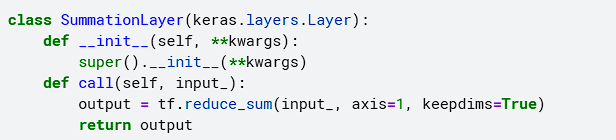 class SummationLayer(keras.layers.Layer):
    def __init__(self, **kwargs):
        super().__init__(**kwargs)
    def call(self, input_):
        output = tf.reduce_sum(input_, axis=1, keepdims=True)
        return output